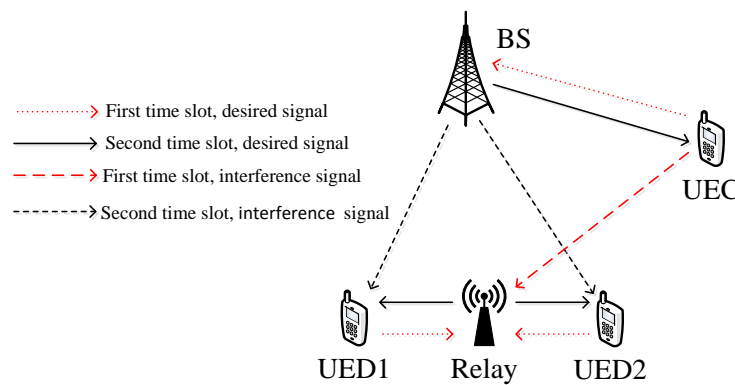 BS
First time slot, desired signal
Second time slot, desired signal
First time slot, interference signal
Second time slot, interference signal
UEC
UED1 Relay UED2